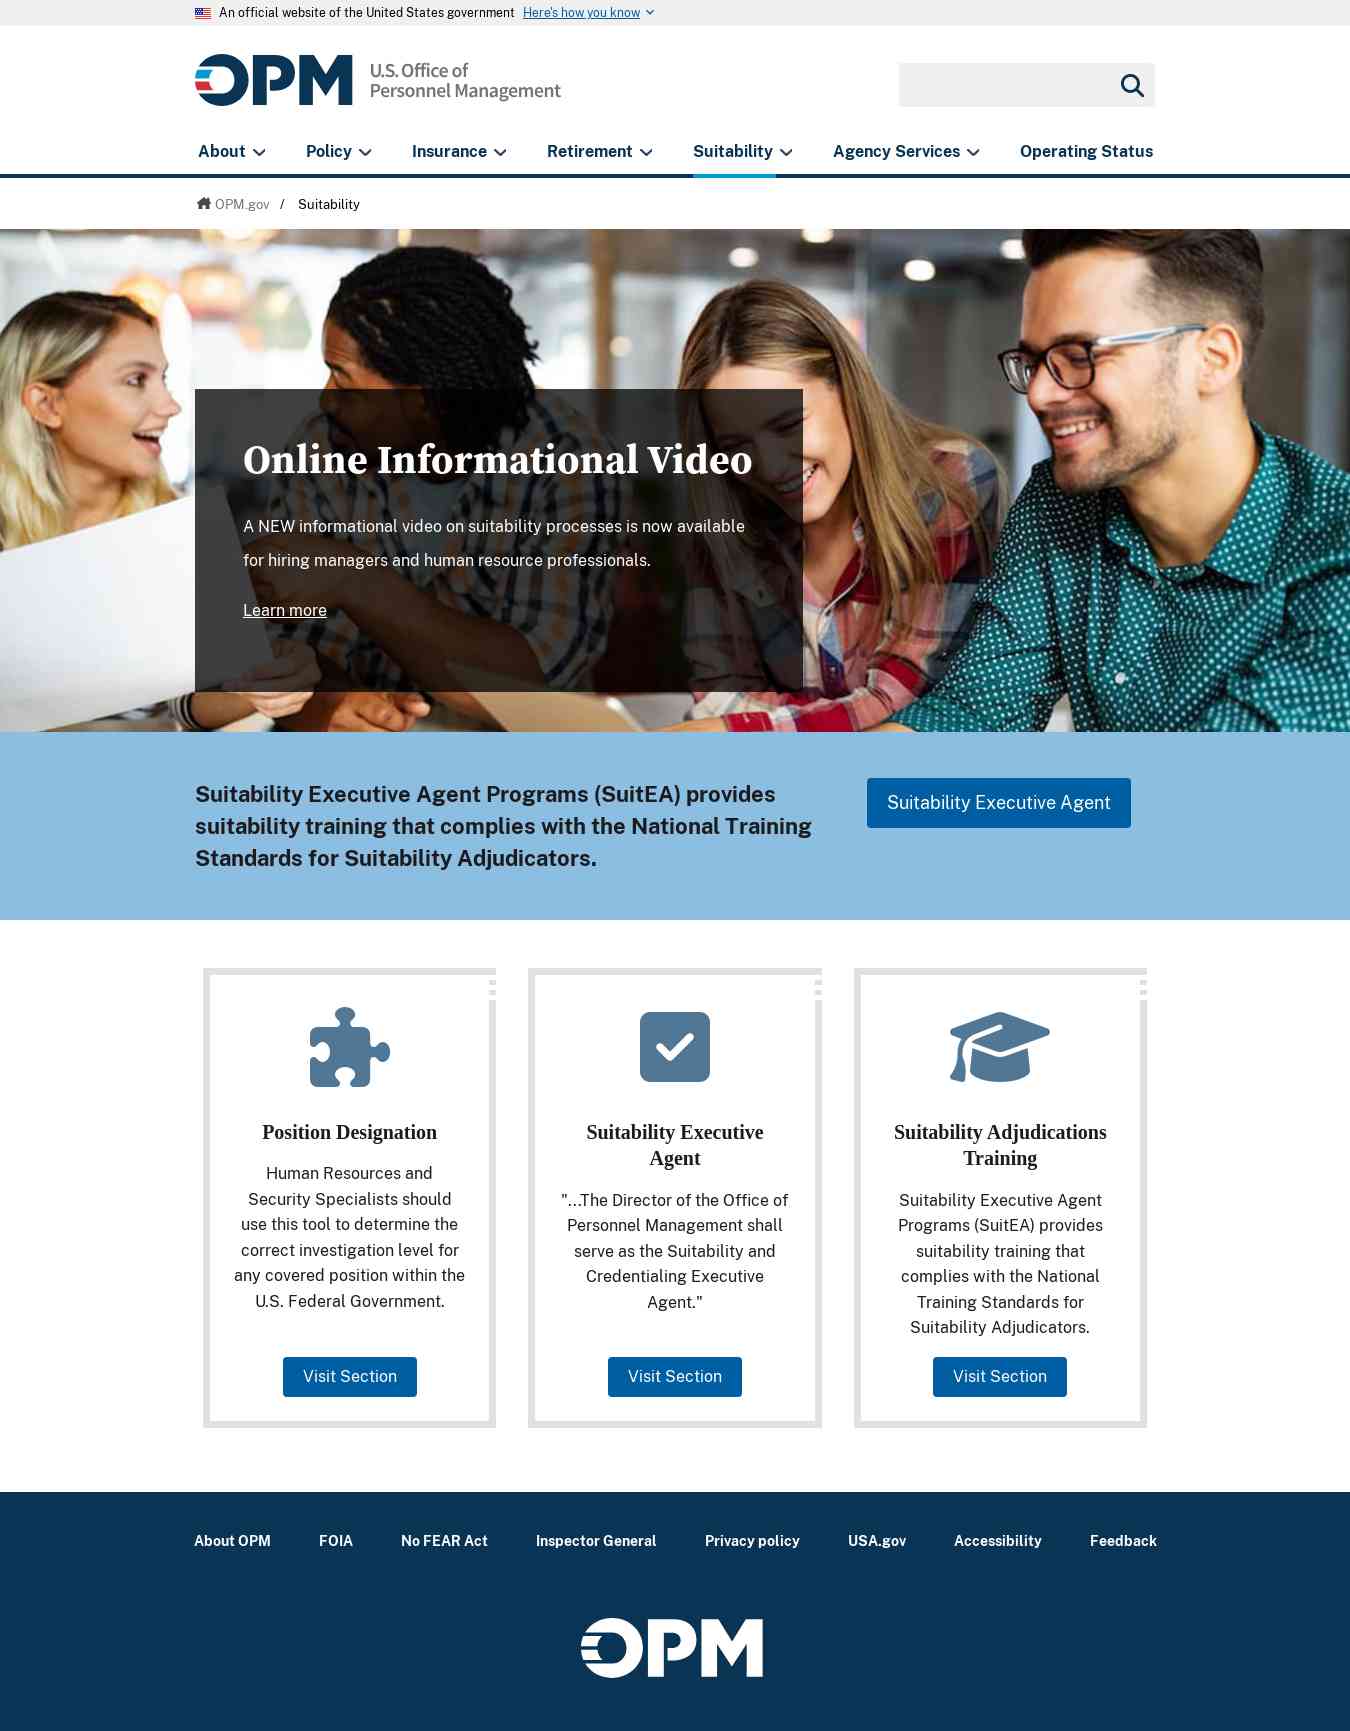 An official website of the United States government Here's how you know
OPM U.S. Office of
Personnel Management
About Policy Insurance Retirement Suitability Agency Services Operating Status
OPM.gov / Suitability
Online Informational Video
A NEW informational video on suitability processes is now available
for hiring managers and human resource professionals.
Learn more
Suitability Executive Agent Programs (SuitEA) provides
suitability training that complies with the National Training
Standards for Suitability Adjudicators.
Suitability Executive Agent
Position Designation
Human Resources and
Security Specialists should
use this tool to determine the
correct investigation level for
any covered position within the
U.S. Federal Government.
Visit Section
Suitability Executive
Agent
"...The Director of the Office of
Personnel Management shall
serve as the Suitability and
Credentialing Executive
Agent."
Visit Section
Suitability Adjudications
Training
Suitability Executive Agent
Programs (SuitEA) provides
suitability training that
complies with the National
Training Standards for
Suitability Adjudicators.
Visit Section
About OPM FOIA No FEAR Act Inspector General Privacy policy USA.gov Accessibility Feedback
OPM